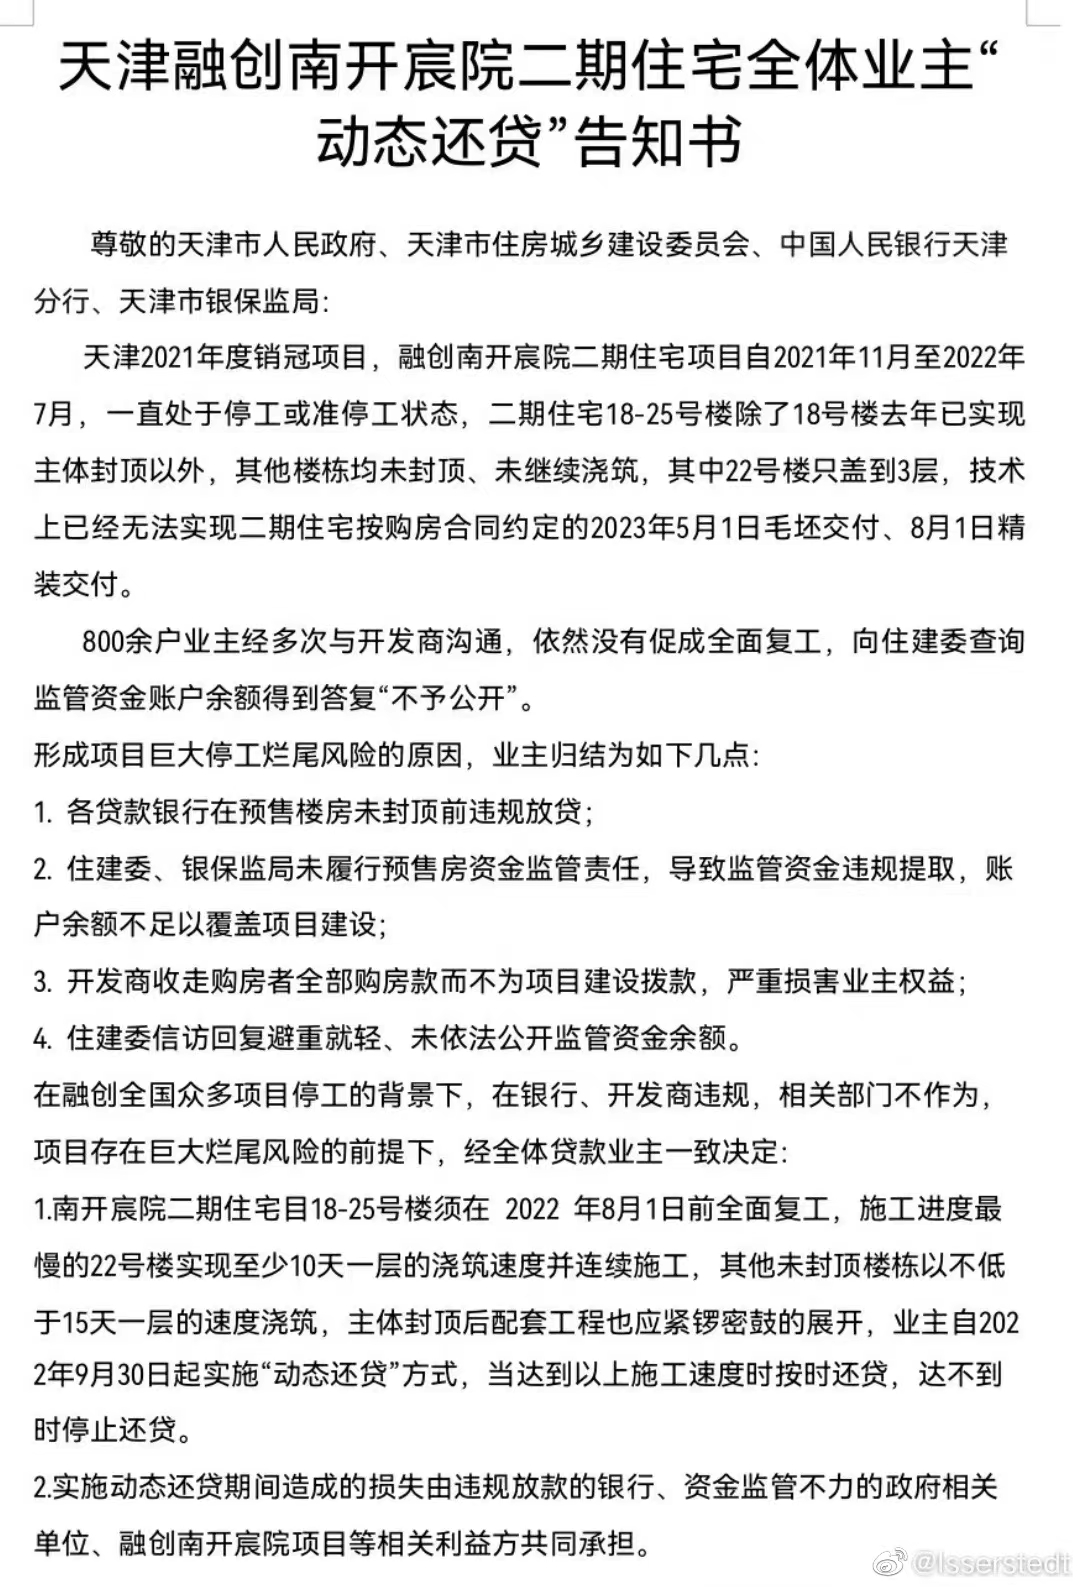 天津融创南开宸院二期住宅全体业主“
动态还贷”告知书
尊敬的天津市人民政府、天津市住房城乡建设委员会、中国人民银行天津
分行、天津市银保监局:
天津2021年度销冠项目，融创南开宸院二期住宅项目自2021年11月至2022年
7月，一直处于停工或准停工状态，二期住宅18-25号楼除了18号楼去年已实现
主体封顶以外，其他楼栋均未封顶、未继续浇筑，其中22号楼只盖到3层，技术
上已经无法实现二期住宅按购房合同约定的2023年5月1日毛坯交付、8月1日精
装交付。
800余户业主经多次与开发商沟通，依然没有促成全面复工，向住建委查询
监管资金账户余额得到答复“不予公开”。
形成项目巨大停工烂尾风险的原因，业主归结为如下几点:
1. 各贷款银行在预售楼房未封顶前违规放贷;
2. 住建委、银保监局未履行预售房资金监管责任，导致监管资金违规提取，账
户余额不足以覆盖项目建设;
3. 开发商收走购房者全部购房款而不为项目建设拨款，严重损害业主权益;
4. 住建委信访回复避重就轻、未依法公开监管资金余额。
在融创全国众多项目停工的背景下，在银行、开发商违规，相关部门不作为，
项目存在巨大烂尾风险的前提下，经全体贷款业主一致决定:
1.南开宸院二期住宅目18-25号楼须在 2022 年8月1日前全面复工，施工进度最
慢的22号楼实现至少10天一层的浇筑速度并连续施工，其他未封顶楼栋以不低
于15天一层的速度浇筑，主体封顶后配套工程也应紧锣密鼓的展开，业主自202
2年9月30日起实施“动态还贷”方式，当达到以上施工速度时按时还贷，达不到
时停止还贷。
2.实施动态还贷期间造成的损失由违规放款的银行、资金监管不力的政府相关
单位、融创南开宸院项目等相关利益方共同承担。
@Isserstedt